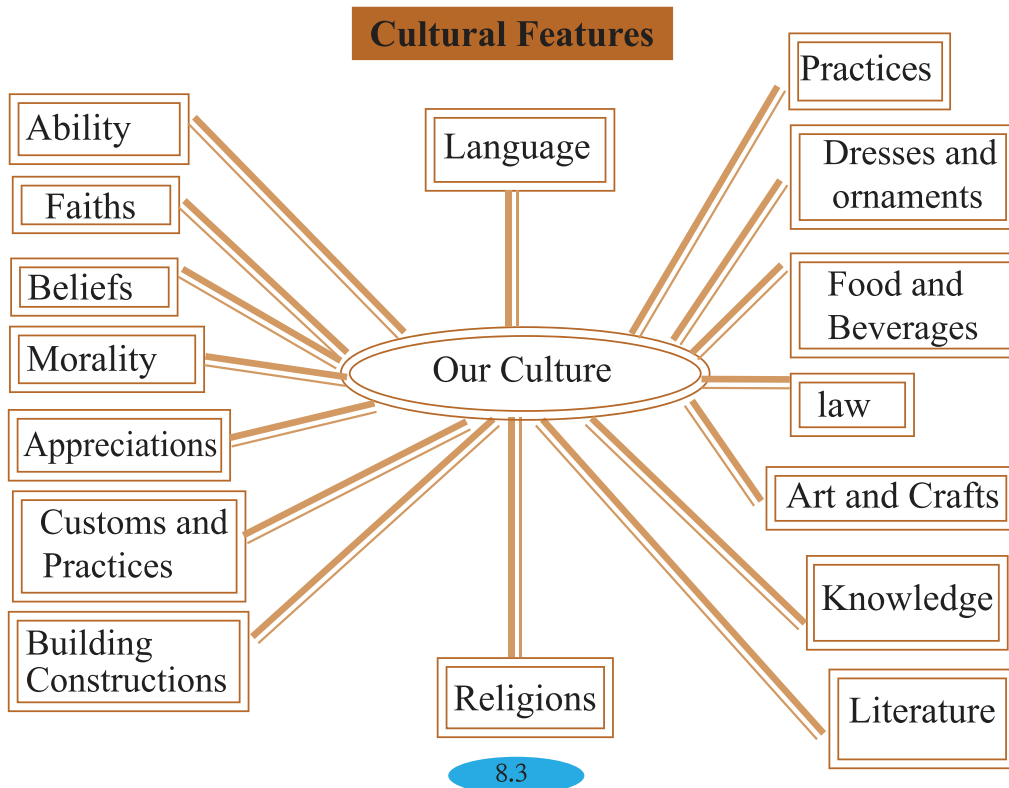 Cultural Features
Ability
Faiths
Beliefs
Morality
Appreciations
Customs and
Practices
Building
Constructions
Language
Our Culture
Religions
Practices
Dresses and
ornaments
Food and
Beverages
law
Art and Crafts
Knowledge
Literature
8.3